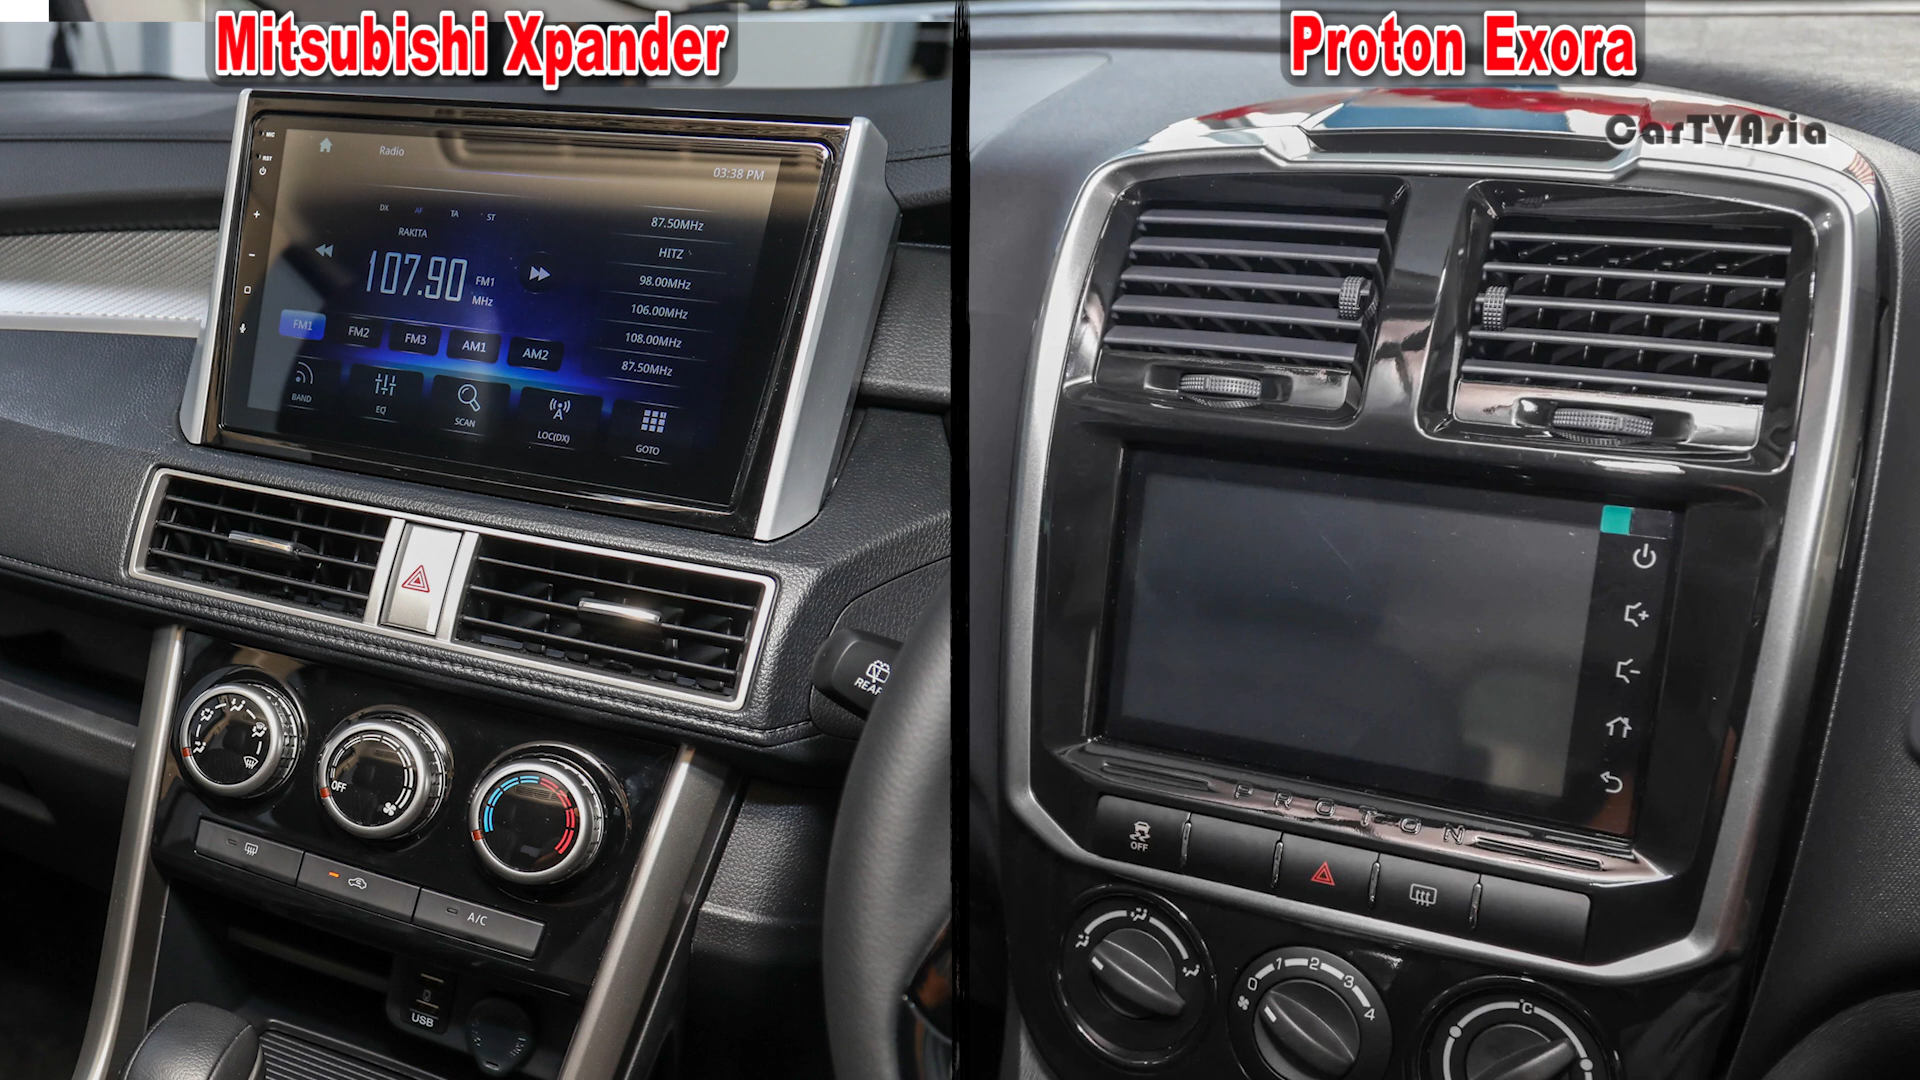 Mitsubishi Xpander
Proton Exora
CarTVAsia
MIC
RST
Radio
03:38 PM
DX AF TA ST
RAKITA
107.90
FM1
MHz
87.50MHz
HITZ
98.00MHz
106.00MHz
108.00MHz
87.50MHz
FM1 FM2 FM3 AM1 AM2
BAND EQ SCAN LOC(DX) GOTO
REAR
OFF
A/C
USB
PROTON
OFF
0 1 2 3 4
C